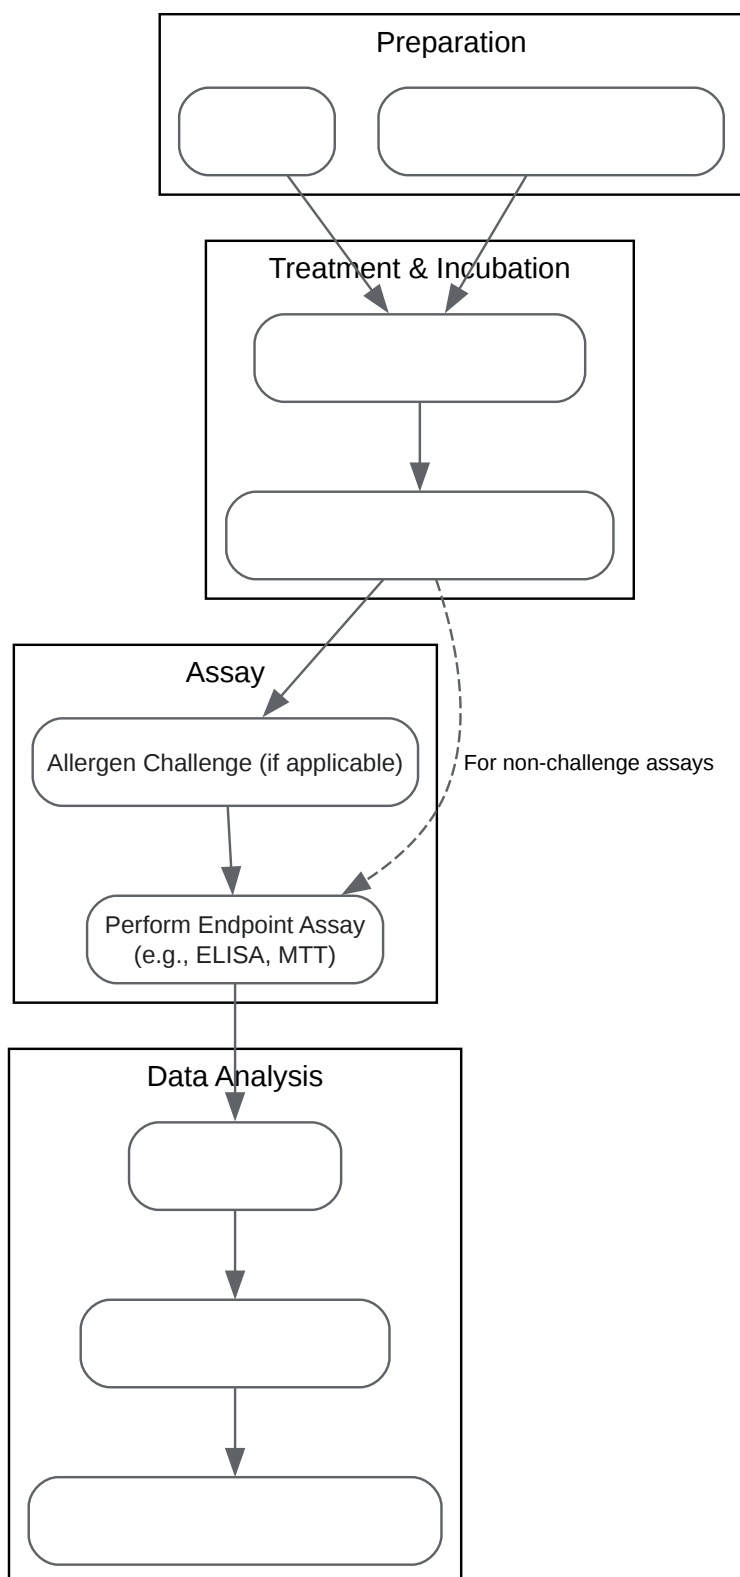 Preparation
Treatment & Incubation
Assay
Allergen Challenge (if applicable)
For non-challenge assays
Perform Endpoint Assay
(e.g., ELISA, MTT)
Data Analysis